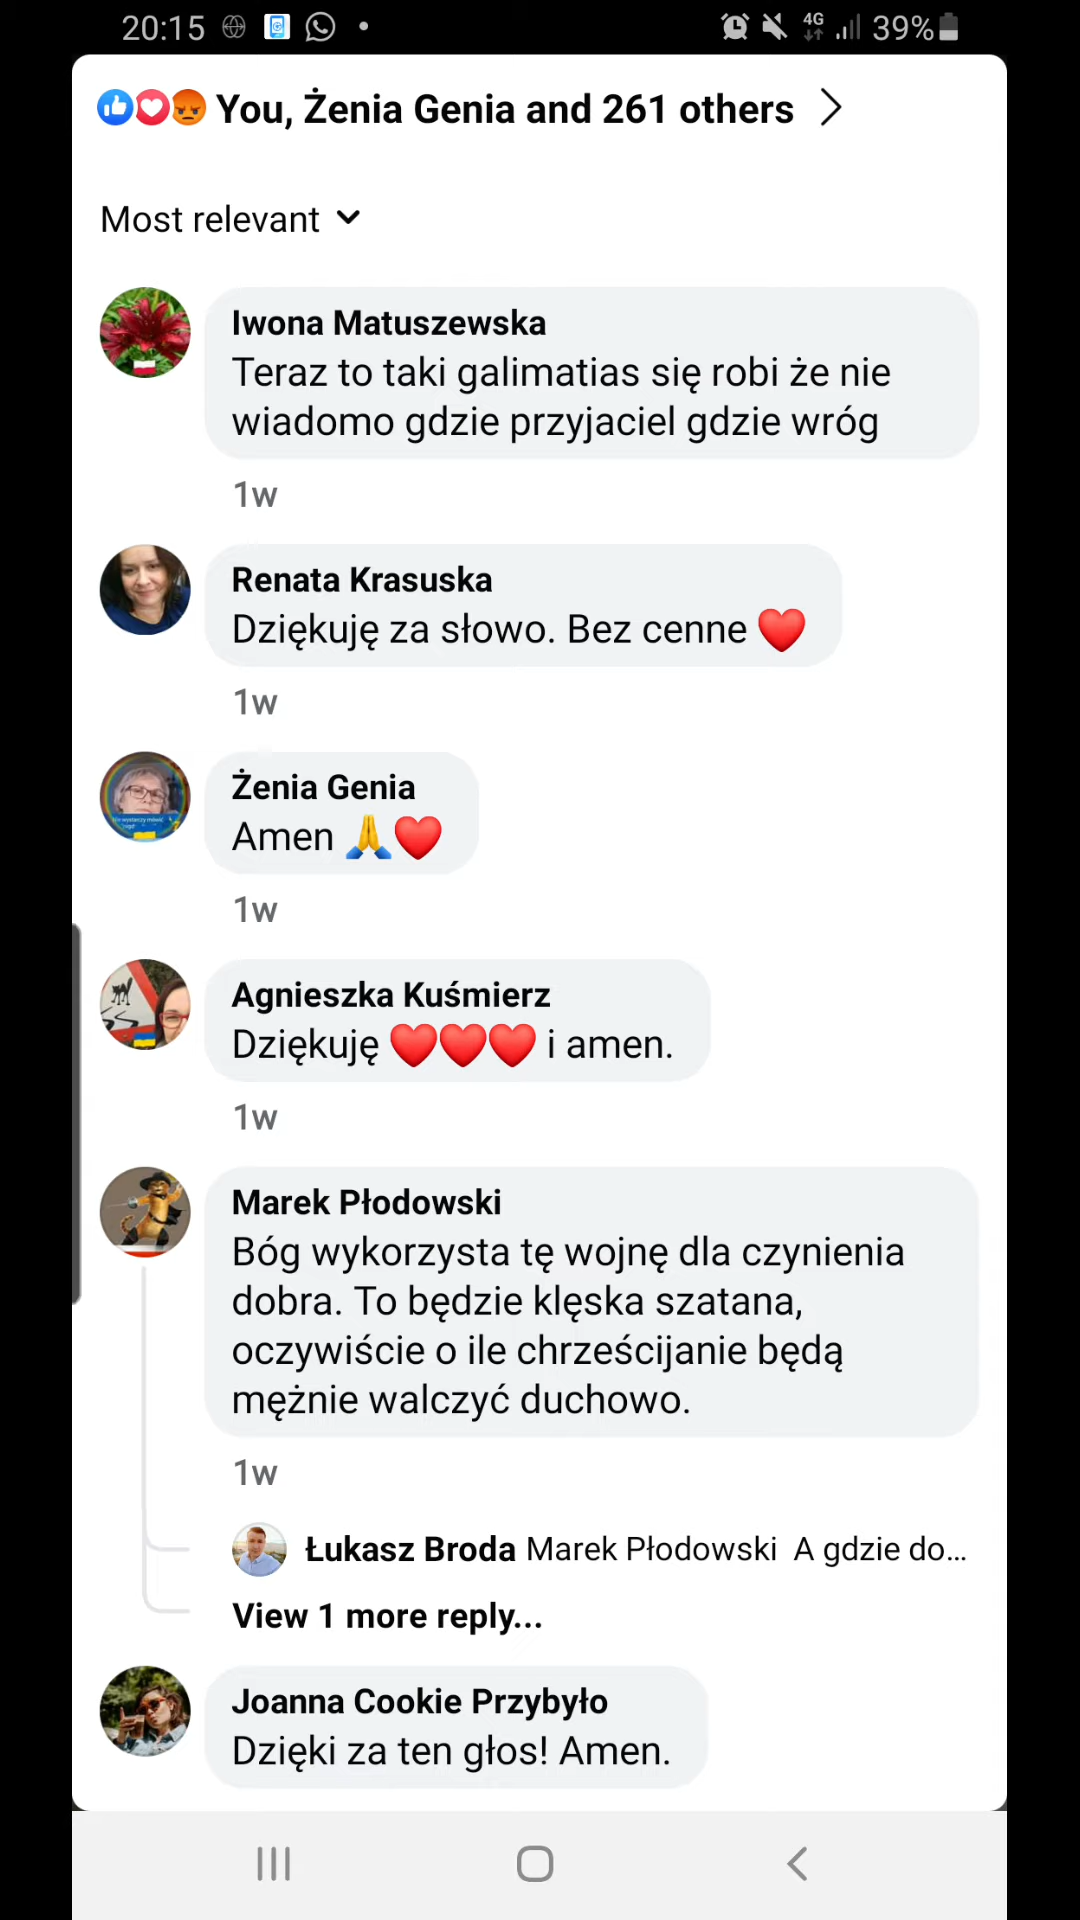 20:15
4G
39%
You, Żenia Genia and 261 others
Most relevant
Iwona Matuszewska
Teraz to taki galimatias się robi że nie
wiadomo gdzie przyjaciel gdzie wróg
1w
Renata Krasuska
Dziękuję za słowo. Bez cenne ❤️
1w
Żenia Genia
Amen 🙏❤️
1w
Agnieszka Kuśmierz
Dziękuję ❤️❤️❤️ i amen.
1w
Marek Płodowski
Bóg wykorzysta tę wojnę dla czynienia
dobra. To będzie klęska szatana,
oczywiście o ile chrześcijanie będą
mężnie walczyć duchowo.
1w
Łukasz Broda Marek Płodowski A gdzie do...
View 1 more reply...
Joanna Cookie Przybyło
Dzięki za ten głos! Amen.